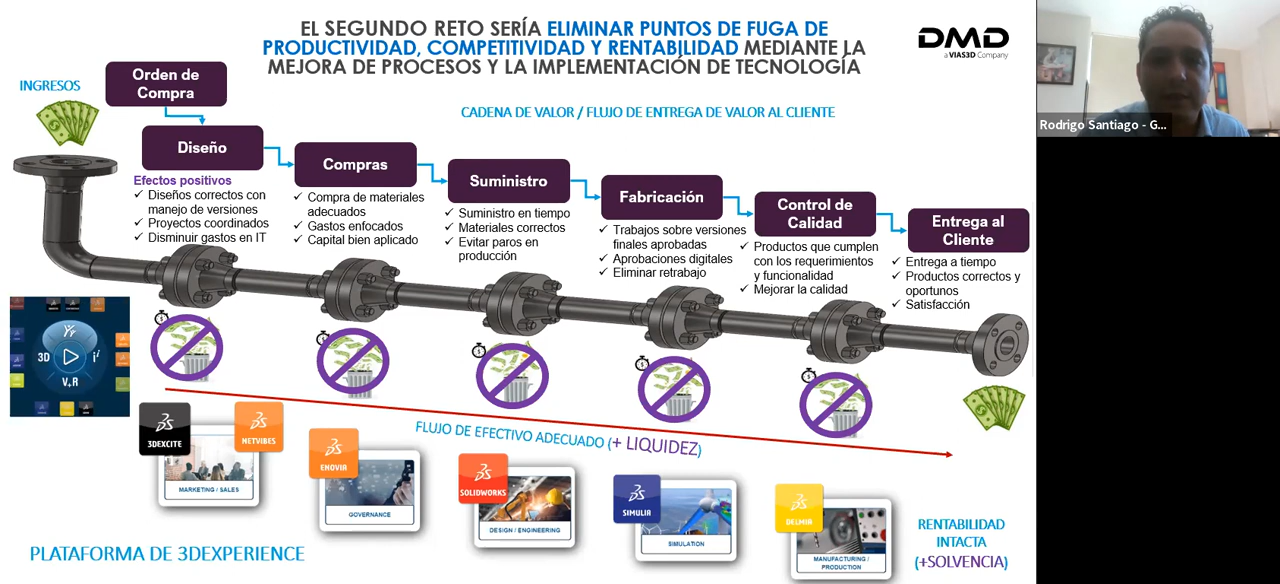 EL SEGUNDO RETO SERÍA ELIMINAR PUNTOS DE FUGA DE
PRODUCTIVIDAD, COMPETITIVIDAD Y RENTABILIDAD MEDIANTE LA
MEJORA DE PROCESOS Y LA IMPLEMENTACIÓN DE TECNOLOGÍA
DMD
a VIAS3D Company
Rodrigo Santiago - G...
INGRESOS
CADENA DE VALOR / FLUJO DE ENTREGA DE VALOR AL CLIENTE
Orden de
Compra
Diseño
Efectos positivos
✓ Diseños correctos con
manejo de versiones
✓ Proyectos coordinados
✓ Disminuir gastos en IT
Compras
✓ Compra de materiales
adecuados
✓ Gastos enfocados
✓ Capital bien aplicado
Suministro
✓ Suministro en tiempo
✓ Materiales correctos
✓ Evitar paros en
producción
Fabricación
✓ Trabajos sobre versiones
finales aprobadas
✓ Aprobaciones digitales
✓ Eliminar retrabajo
Control de
Calidad
✓ Productos que cumplen
con los requerimientos
y funcionalidad
✓ Mejorar la calidad
Entrega al
Cliente
✓ Entrega a tiempo
✓ Productos correctos y
oportunos
✓ Satisfacción
3D
V,R
FLUJO DE EFECTIVO ADECUADO (+ LIQUIDEZ)
3DEXCITE
NETVIBES
MARKETING / SALES
ENOVIA
GOVERNANCE
SOLIDWORKS
DESIGN / ENGINEERING
SIMULIA
SIMULATION
DELMIA
MANUFACTURING /
PRODUCTION
RENTABILIDAD
INTACTA
(+SOLVENCIA)
PLATAFORMA DE 3DEXPERIENCE